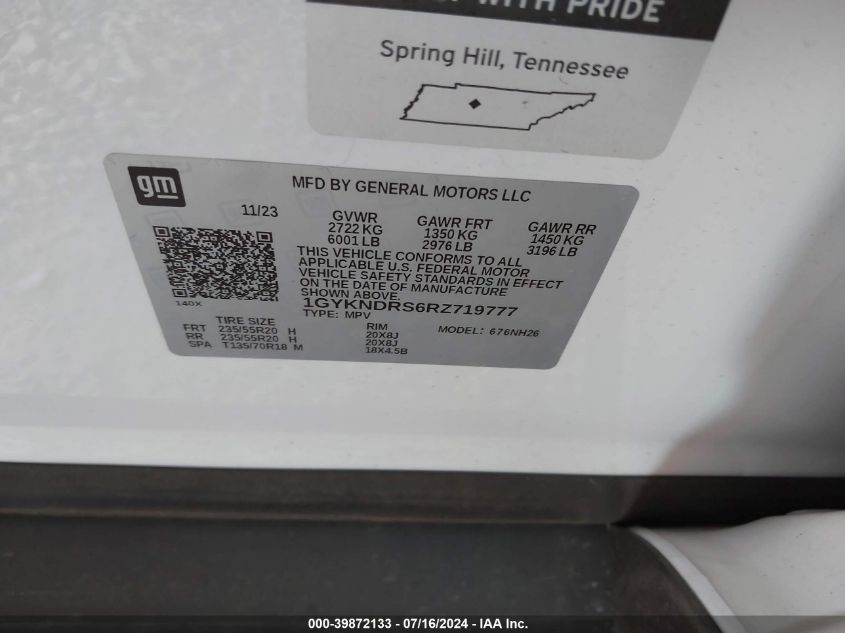 WITH PRIDE
Spring Hill, Tennessee
gm
MFD BY GENERAL MOTORS LLC
11/23
GVWR GAWR FRT GAWR RR
2722 KG 1350 KG 1450 KG
6001 LB 2976 LB 3196 LB
THIS VEHICLE CONFORMS TO ALL
APPLICABLE U.S. FEDERAL MOTOR
VEHICLE SAFETY STANDARDS IN EFFECT
ON THE DATE OF MANUFACTURE
SHOWN ABOVE.
140X
1GYKNDRS6RZ719777
TYPE: MPV MODEL: 676NH26
TIRE SIZE RIM
FRT 235/55R20 H 20X8J
RR 235/55R20 H 20X8J
SPA T135/70R18 M 18X4.5B
000-39872133 - 07/16/2024 - IAA Inc.